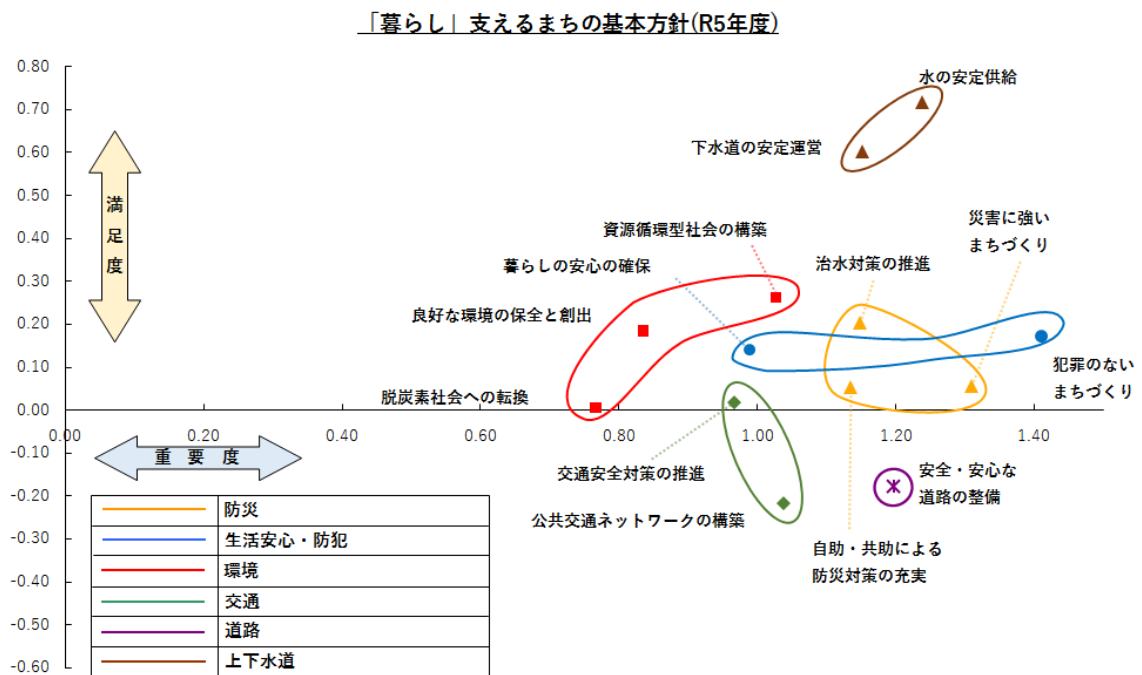 「暮らし」支えるまちの基本方針(R5年度)
0.80
0.70
0.60
0.50
0.40
0.30
0.20
0.10
0.00
-0.10
-0.20
-0.30
-0.40
-0.50
-0.60
0.00
0.20
0.40
0.60
0.80
1.00
1.20
1.40
満足度
重要度
水の安定供給
下水道の安定運営
資源循環型社会の構築
災害に強い
まちづくり
暮らしの安心の確保
治水対策の推進
良好な環境の保全と創出
犯罪のない
まちづくり
脱炭素社会への転換
交通安全対策の推進
安全・安心な
道路の整備
公共交通ネットワークの構築
自助・共助による
防災対策の充実
防災
生活安心・防犯
環境
交通
道路
上下水道